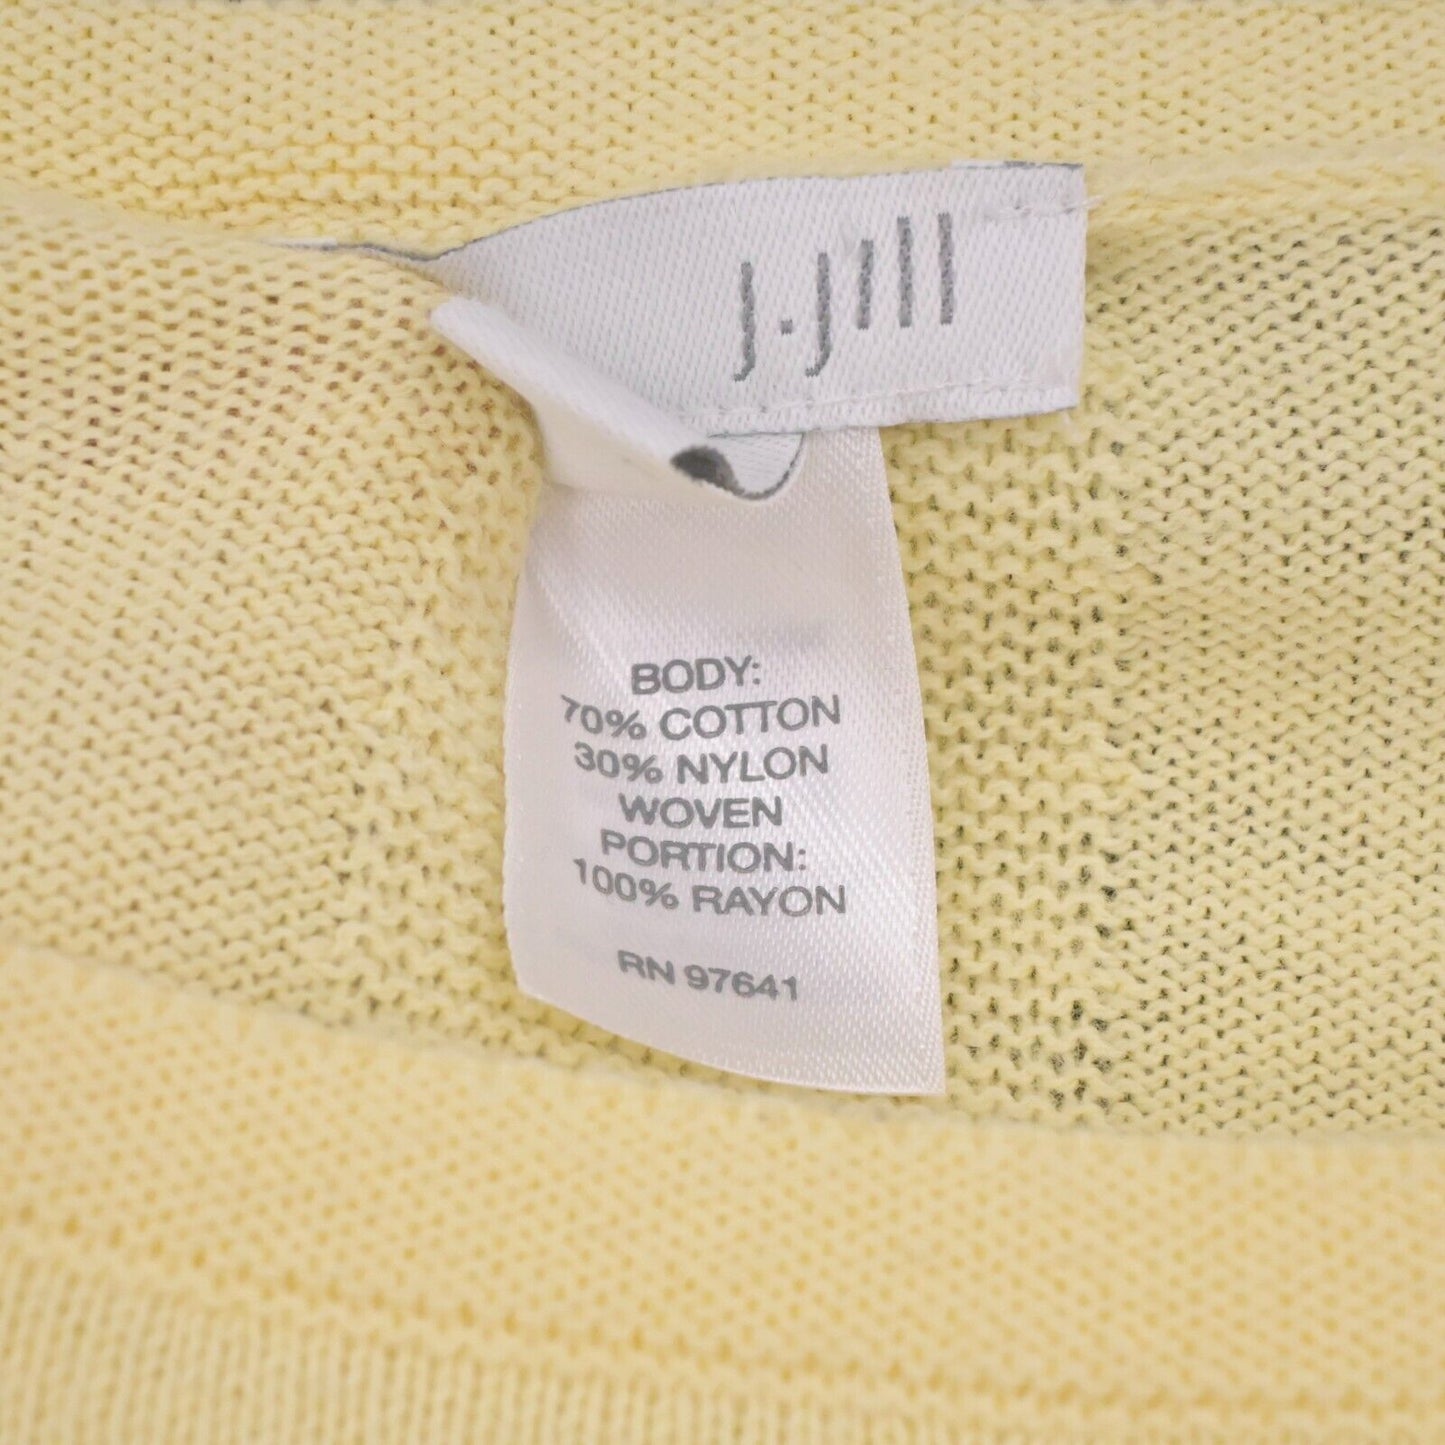 J.Jill
BODY:
70% COTTON
30% NYLON
WOVEN
PORTION:
100% RAYON
RN 97641